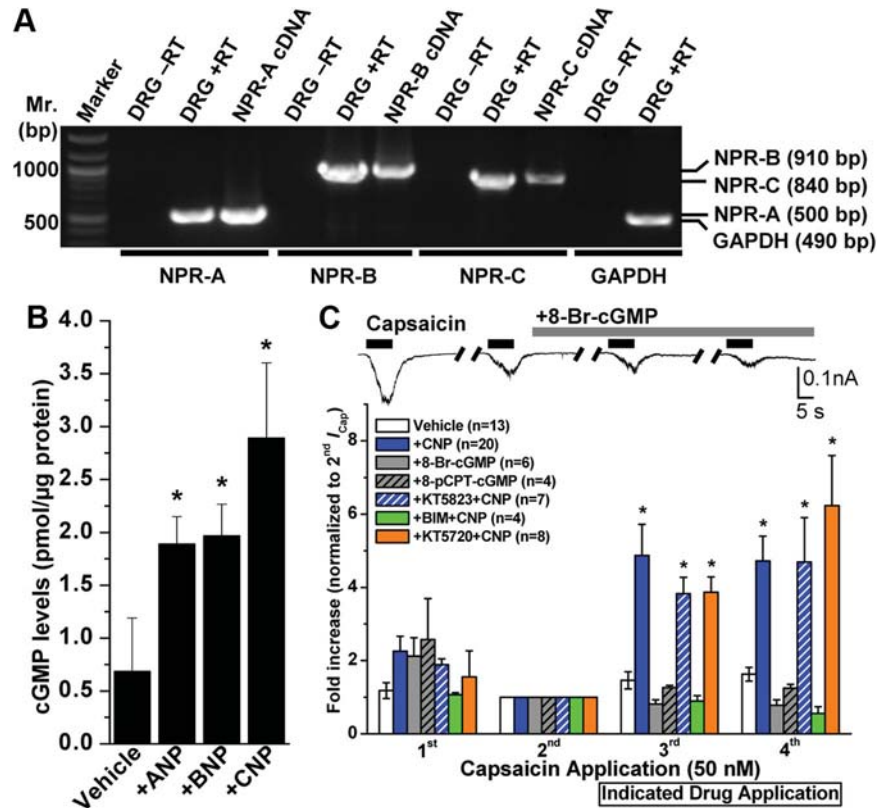 A
Marker
DRG –RT
DRG +RT
NPR-A cDNA
DRG –RT
DRG +RT
NPR-B cDNA
DRG –RT
DRG +RT
NPR-C cDNA
DRG –RT
DRG +RT
Mr.
(bp)
1000
500
NPR-B (910 bp)
NPR-C (840 bp)
NPR-A (500 bp)
GAPDH (490 bp)
NPR-A
NPR-B
NPR-C
GAPDH
B
cGMP levels (pmol/µg protein)
4.0
3.5
3.0
2.5
2.0
1.5
1.0
0.5
0.0
*
*
*
Vehicle
+ANP
+BNP
+CNP
C
Capsaicin
+8-Br-cGMP
0.1nA
5 s
Fold increase (normalized to 2nd ICap)
8
6
4
2
0
Vehicle (n=13)
+CNP (n=20)
+8-Br-cGMP (n=6)
+8-pCPT-cGMP (n=4)
+KT5823+CNP (n=7)
+BIM+CNP (n=4)
+KT5720+CNP (n=8)
*
*
*
*
*
*
1st
2nd
3rd
4th
Capsaicin Application (50 nM)
Indicated Drug Application